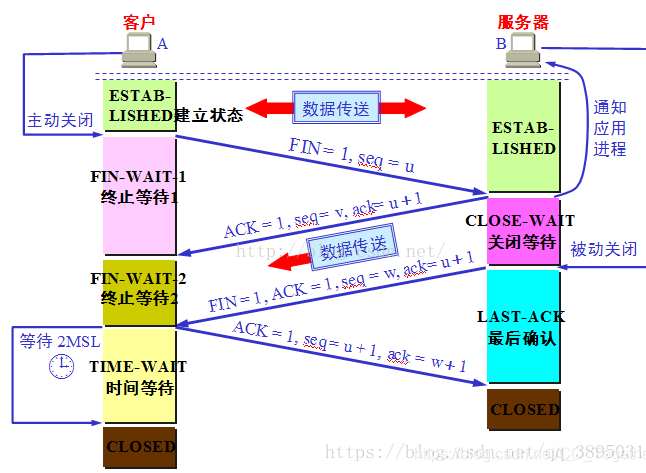 客户
服务器
A
B
ESTAB-
LISHED建立状态
数据传送
通知
应用
进程
主动关闭
ESTAB-
LISHED
FIN = 1, seq = u
FIN-WAIT-1
终止等待1
ACK = 1, seq= v, ack= u+1
CLOSE-WAIT
关闭等待
数据传送
被动关闭
FIN-WAIT-2
终止等待2
FIN=1, ACK = 1, seq = w, ack= u+1
LAST-ACK
最后确认
等待 2MSL
ACK = 1, seq= u+1, ack = w+1
TIME-WAIT
时间等待
CLOSED
CLOSED